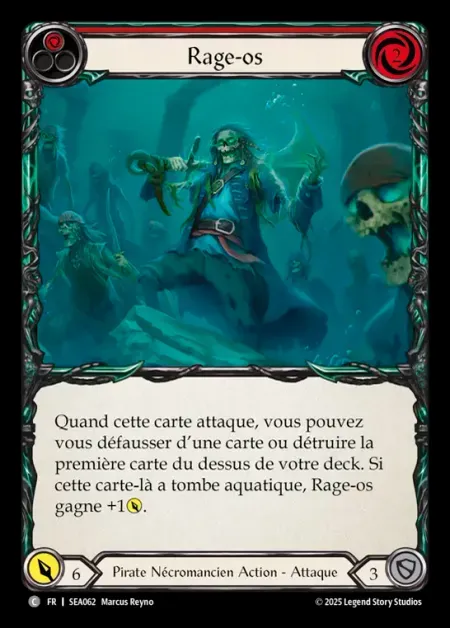 Rage-os
2
Quand cette carte attaque, vous pouvez
vous défausser d'une carte ou détruire la
première carte du dessus de votre deck. Si
cette carte-là a tombe aquatique, Rage-os
gagne +1.
6 Pirate Nécromancien Action - Attaque 3
C FR | SEA062 Marcus Reyno © 2025 Legend Story Studios